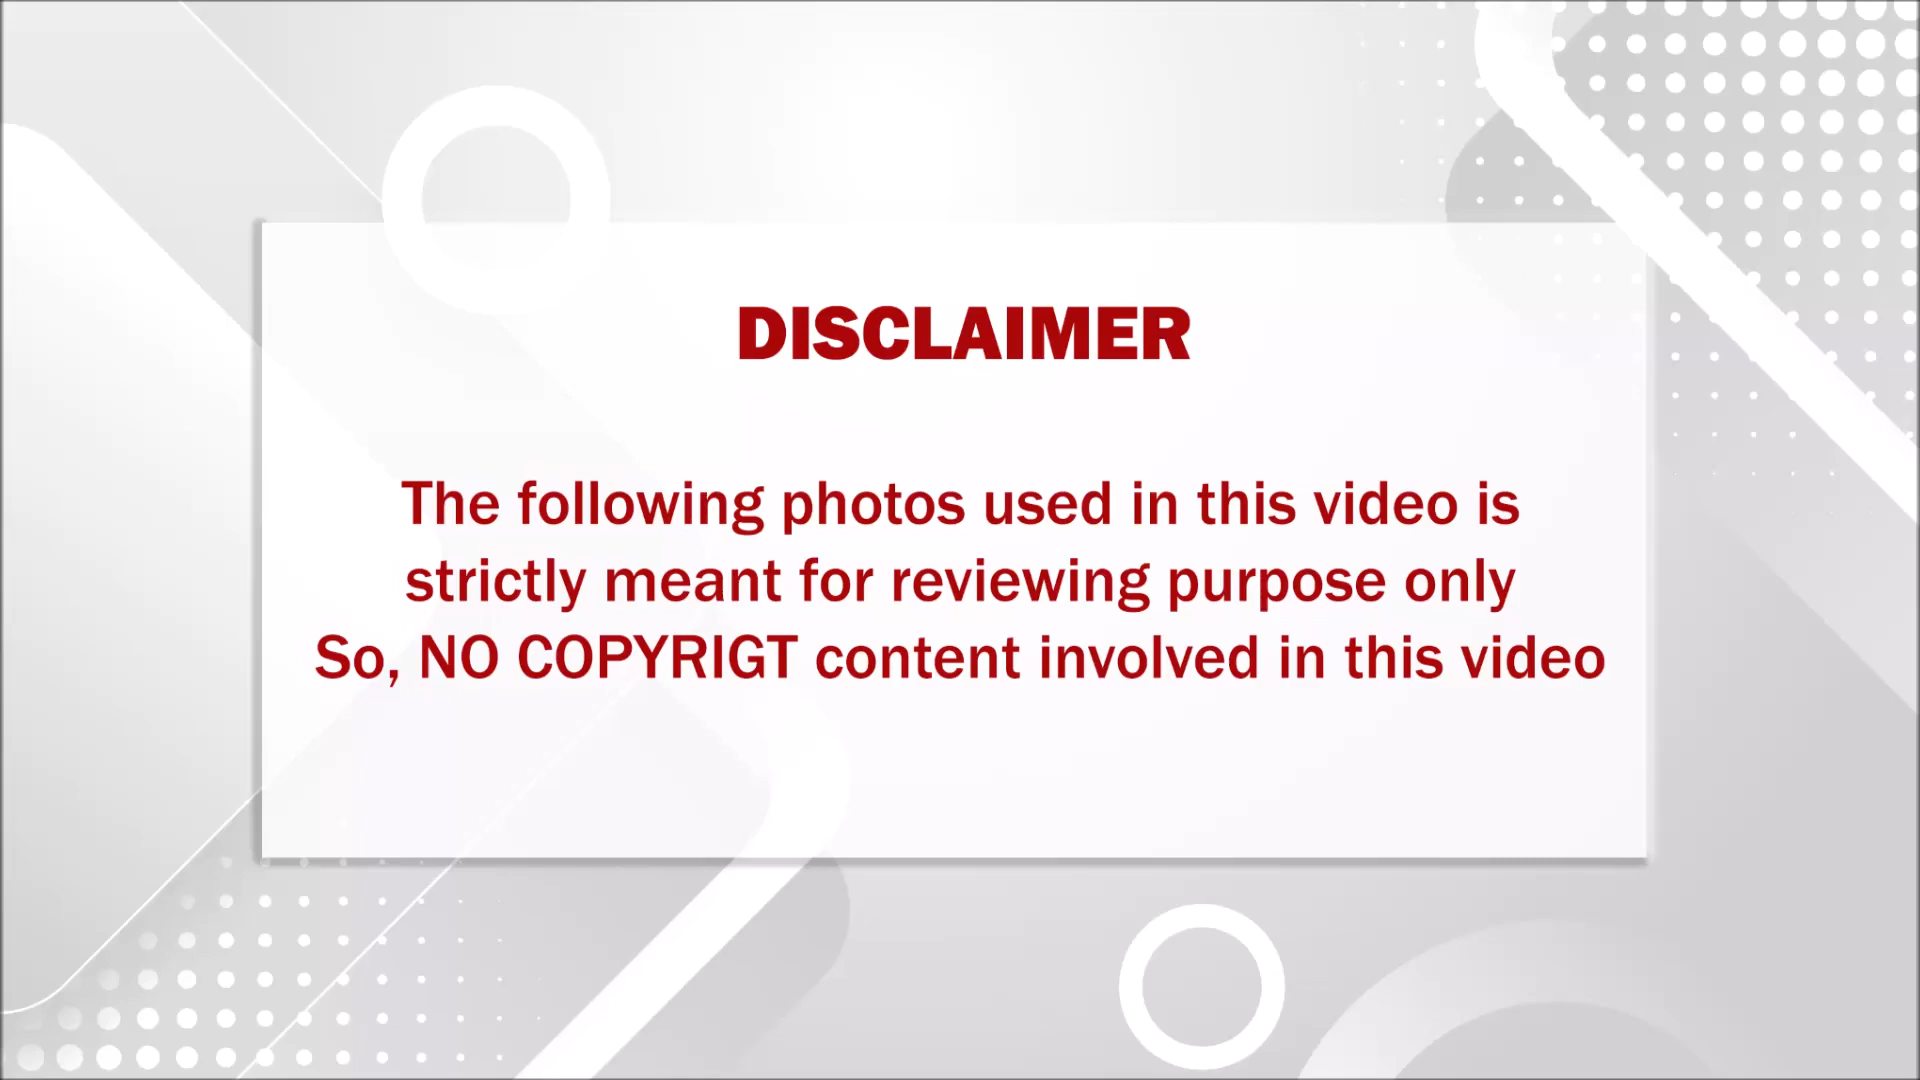 DISCLAIMER
The following photos used in this video is
strictly meant for reviewing purpose only
So, NO COPYRIGT content involved in this video